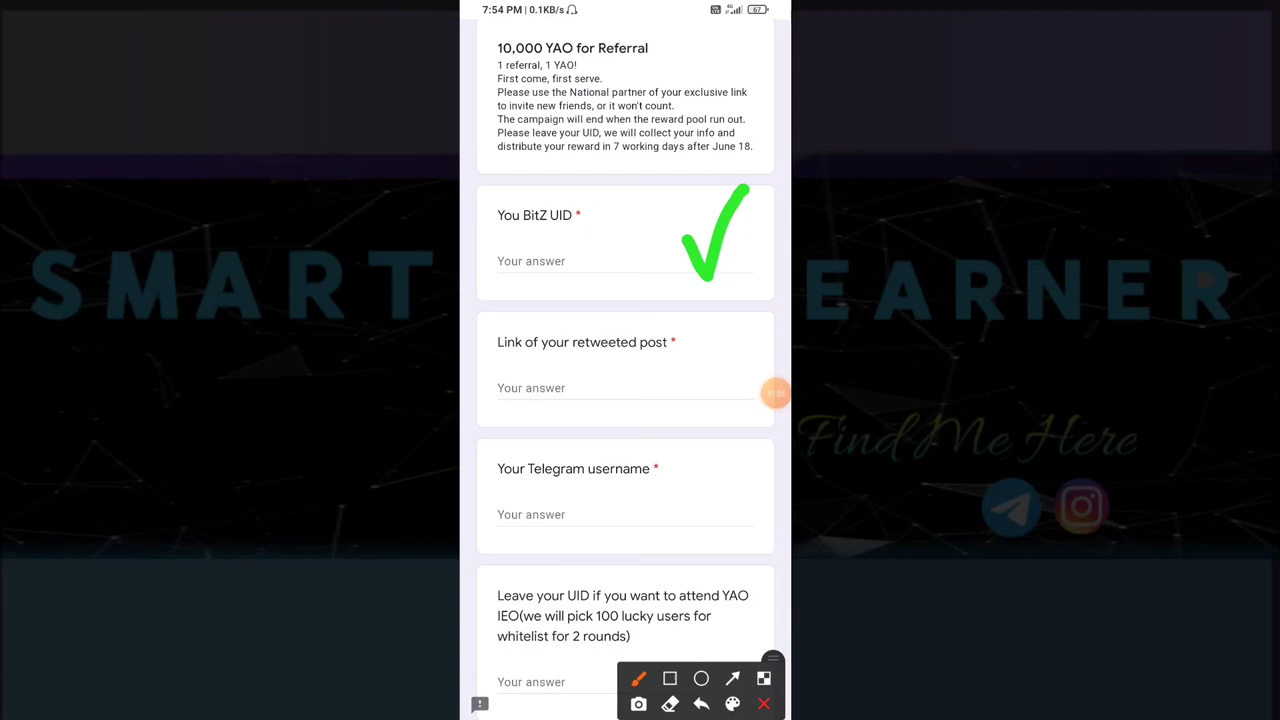 7:54 PM | 0.1KB/s
4G
67
10,000 YAO for Referral
1 referral, 1 YAO!
First come, first serve.
Please use the National partner of your exclusive link
to invite new friends, or it won't count.
The campaign will end when the reward pool run out.
Please leave your UID, we will collect your info and
distribute your reward in 7 working days after June 18.
You BitZ UID *
Your answer
SMART
EARNER
Link of your retweeted post *
Your answer
01:05
Find Me Here
Your Telegram username *
Your answer
Leave your UID if you want to attend YAO
IEO(we will pick 100 lucky users for
whitelist for 2 rounds)
Your answer